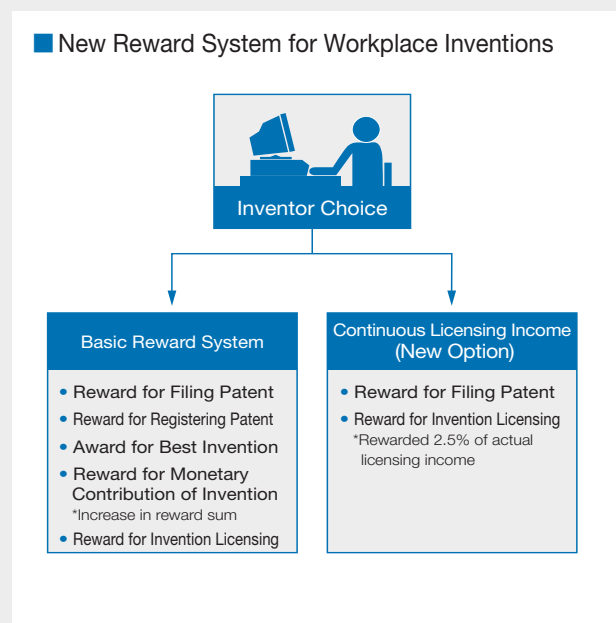 New Reward System for Workplace Inventions
Inventor Choice
Basic Reward System
• Reward for Filing Patent
• Reward for Registering Patent
• Award for Best Invention
• Reward for Monetary
Contribution of Invention
*Increase in reward sum
• Reward for Invention Licensing
Continuous Licensing Income
(New Option)
• Reward for Filing Patent
• Reward for Invention Licensing
*Rewarded 2.5% of actual
licensing income